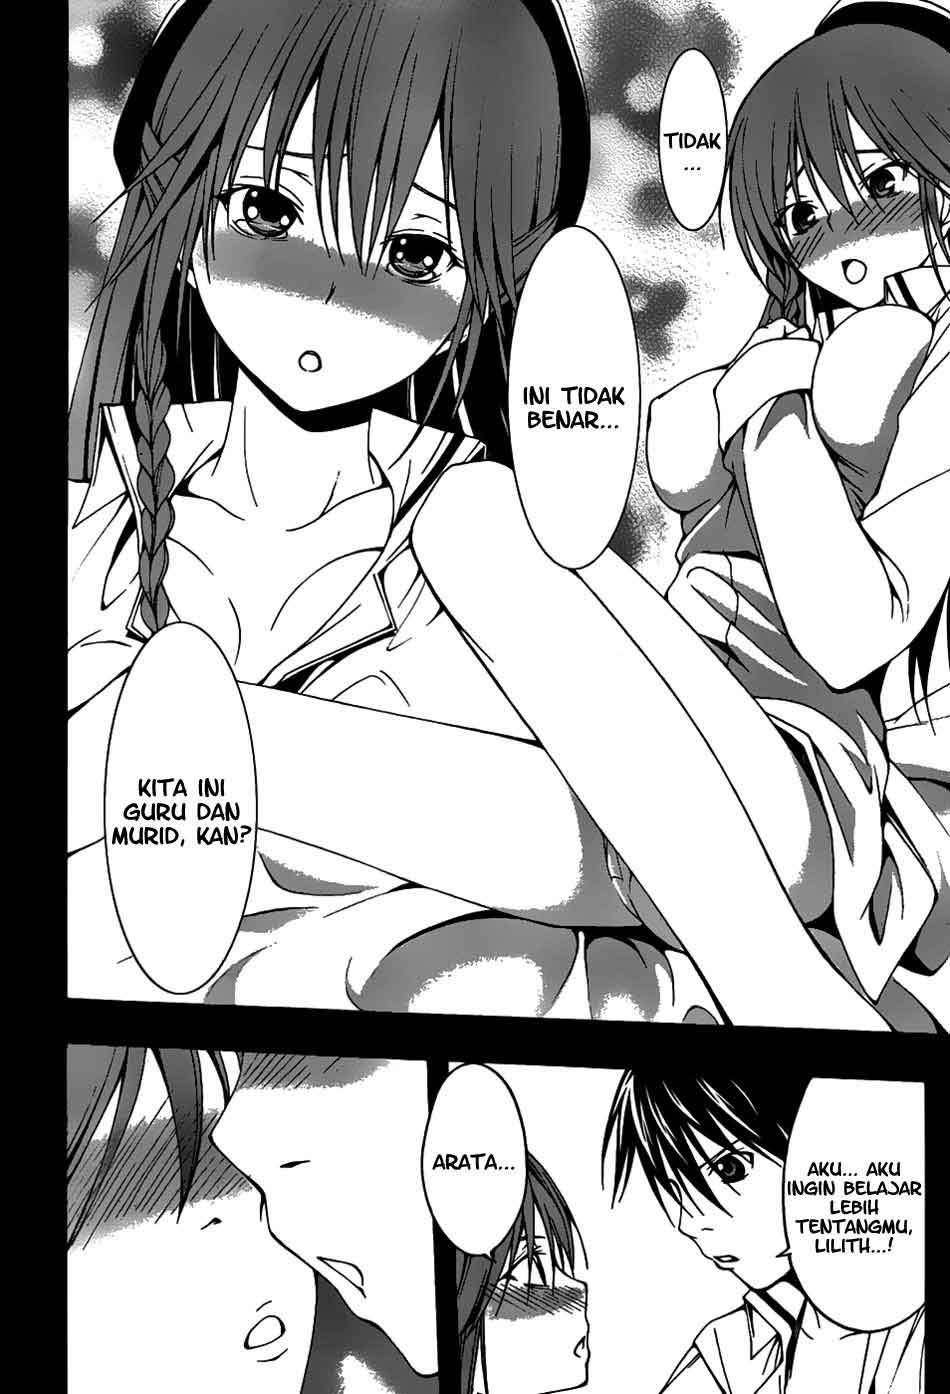 TIDAK
...
INI TIDAK
BENAR...
KITA INI
GURU DAN
MURID, KAN?
AKU... AKU
INGIN BELAJAR
LEBIH
TENTANGMU,
LILITH...!
ARATA...